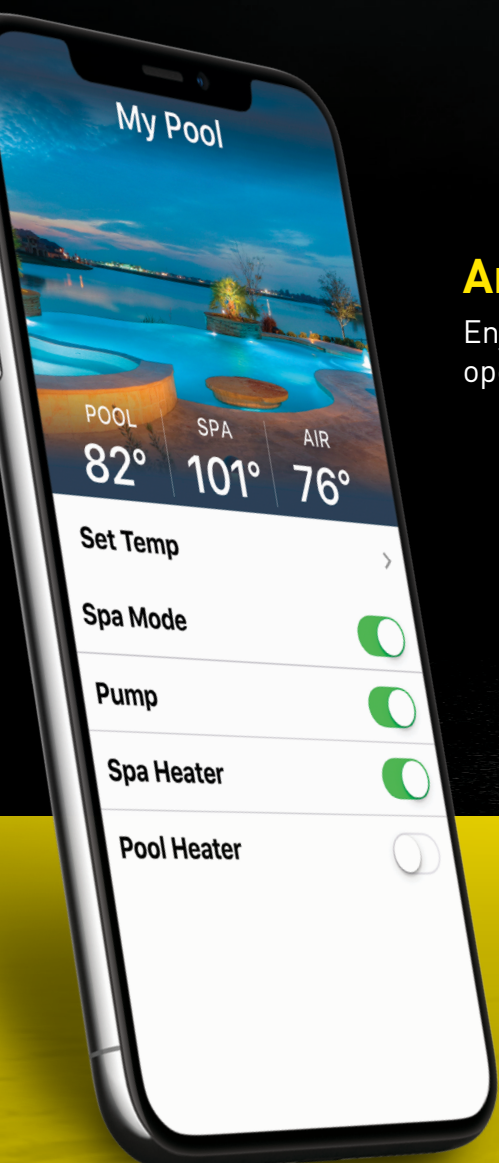 My Pool
POOL SPA AIR
82° 101° 76°
Set Temp
Spa Mode
Pump
Spa Heater
Pool Heater